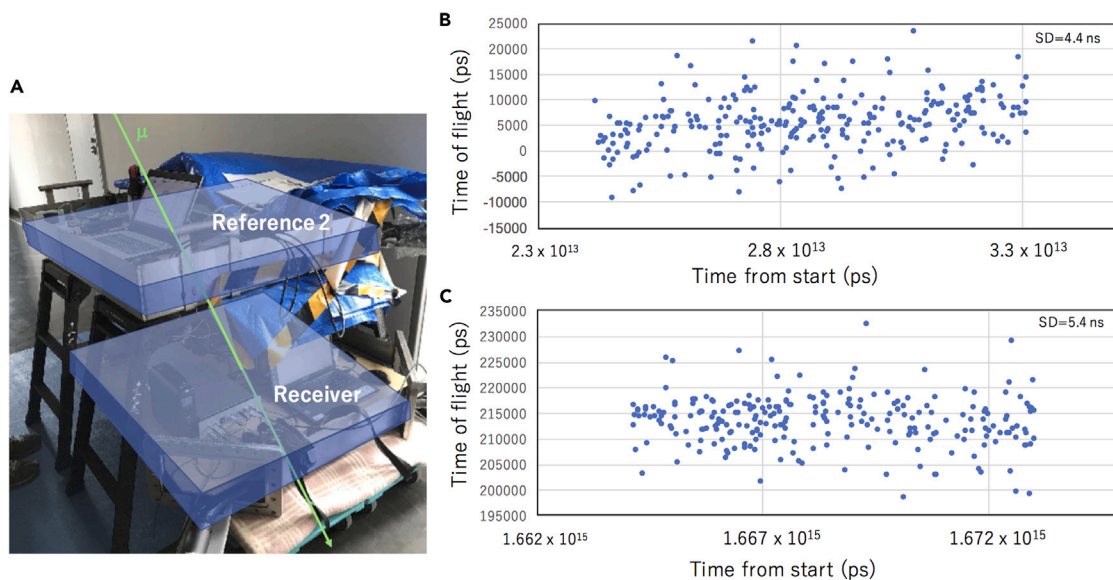 A
μ
Reference 2
Receiver
B
25000
20000
15000
10000
5000
0
-5000
-10000
-15000
Time of flight (ps)
SD=4.4 ns
2.3 x 10¹³
2.8 x 10¹³
3.3 x 10¹³
Time from start (ps)
C
235000
230000
225000
220000
215000
210000
205000
200000
195000
Time of flight (ps)
SD=5.4 ns
1.662 x 10¹⁵
1.667 x 10¹⁵
1.672 x 10¹⁵
Time from start (ps)